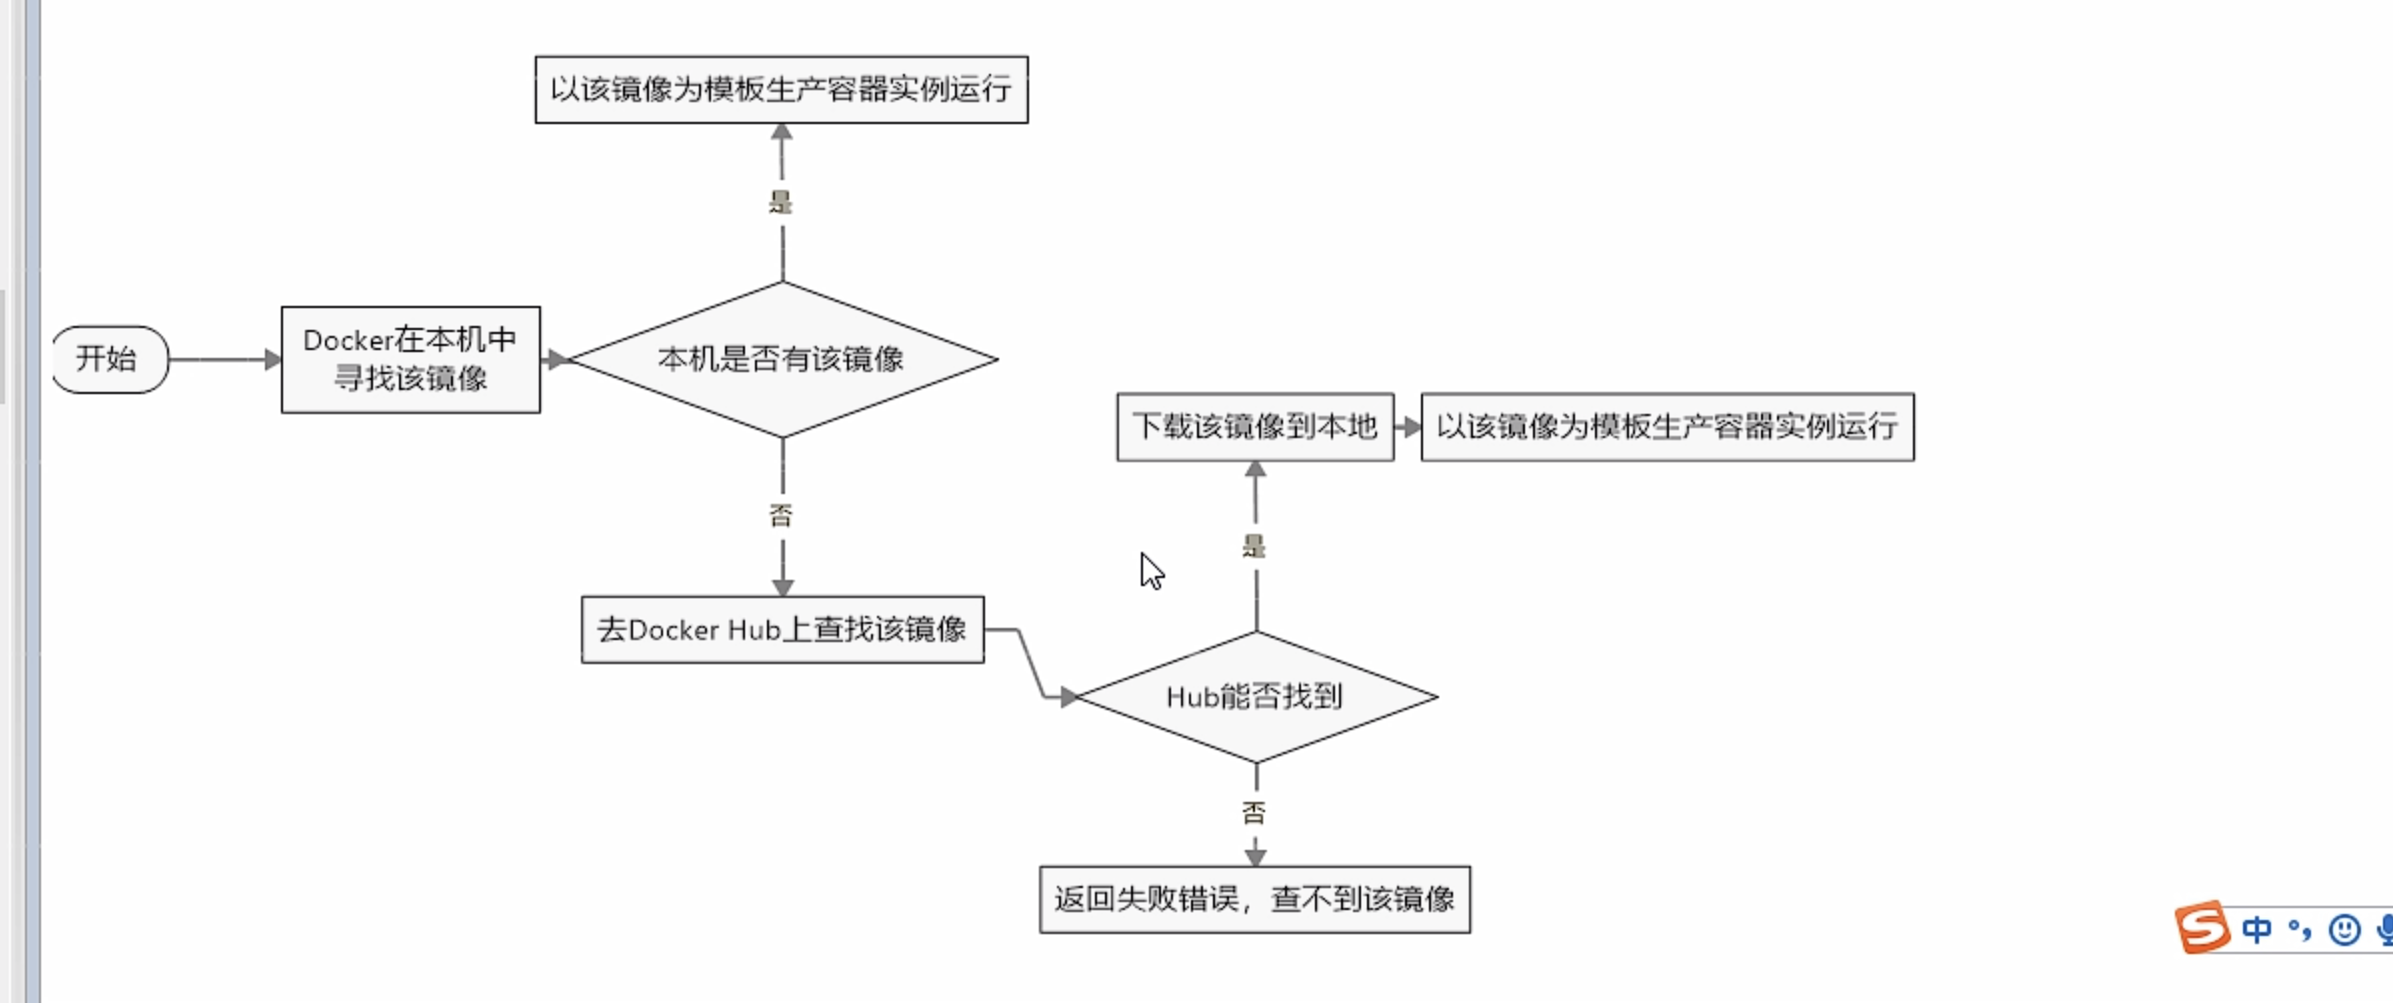 以该镜像为模板生产容器实例运行
是
开始
Docker在本机中
寻找该镜像
本机是否有该镜像
否
下载该镜像到本地
以该镜像为模板生产容器实例运行
是
去Docker Hub上查找该镜像
Hub能否找到
否
返回失败错误，查不到该镜像
S 中 °,